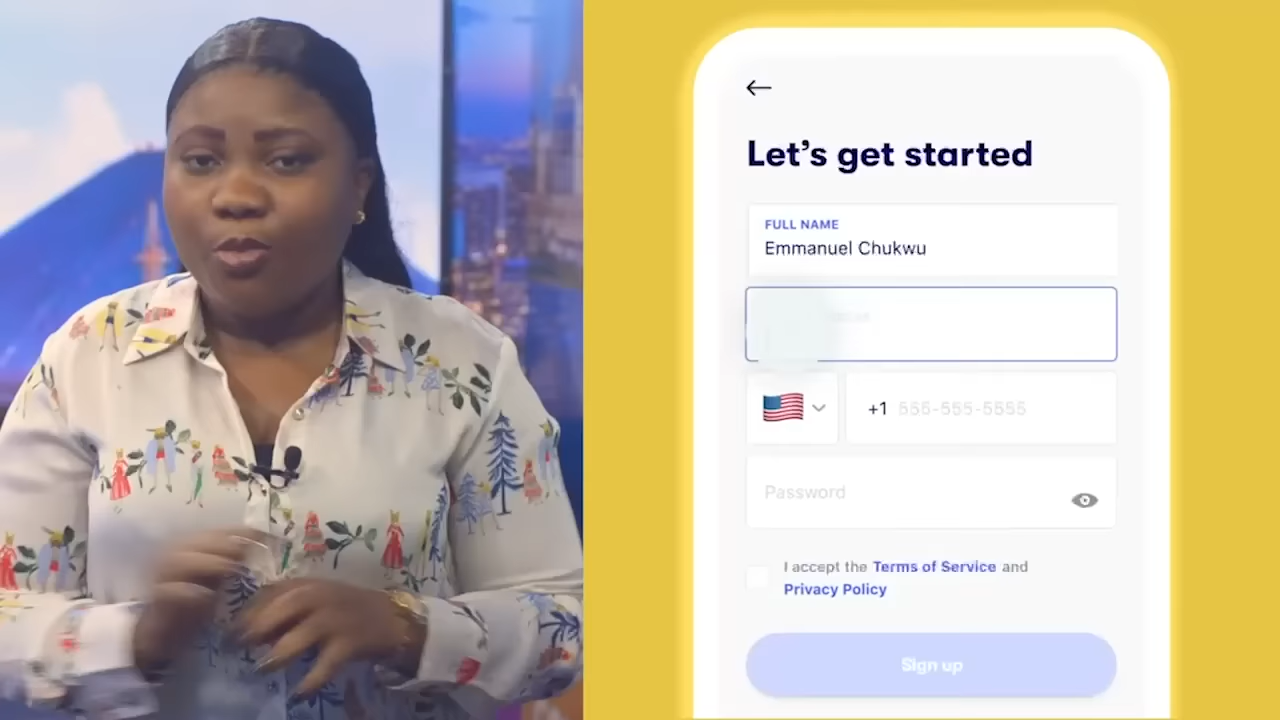 Let's get started
FULL NAME
Emmanuel Chukwu
+1 555-555-5555
Password
I accept the Terms of Service and
Privacy Policy
Sign up